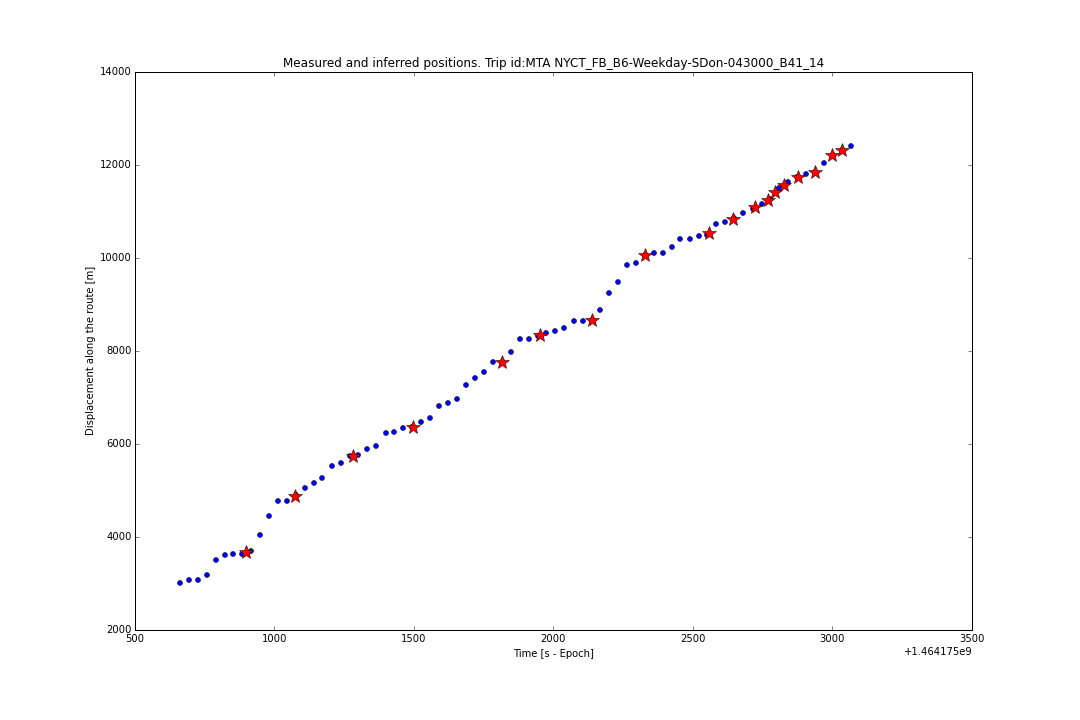 Measured and inferred positions. Trip id:MTA NYCT_FB_B6-Weekday-SDon-043000_B41_14
14000
12000
10000
8000
6000
4000
2000
Displacement along the route [m]
500 1000 1500 2000 2500 3000 3500
Time [s - Epoch]
+1.464175e9